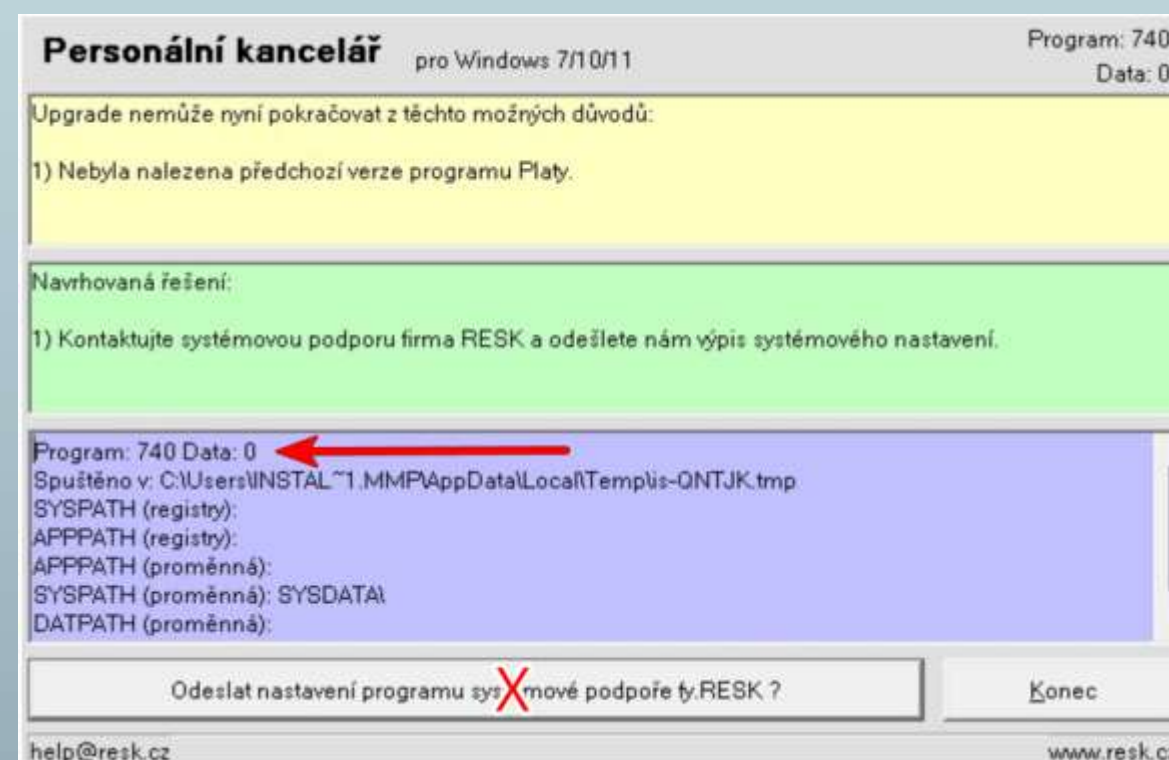 Personální kancelář pro Windows 7/10/11
Program: 740
Data: 0
Upgrade nemůže nyní pokračovat z těchto možných důvodů:
1) Nebyla nalezena předchozí verze programu Platy.
Navrhovaná řešení:
1) Kontaktujte systémovou podporu firma RESK a odešlete nám výpis systémového nastavení.
Program: 740 Data: 0
Spuštěno v: C:\Users\INSTAL~1.MMP\AppData\Local\Temp\is-QNTJK.tmp
SYSPATH (registry):
APPPATH (registry):
APPPATH (proměnná):
SYSPATH (proměnná): SYSDATA\
DATPATH (proměnná):
Odeslat nastavení programu sys X mové podpoře fy.RESK ?
Konec
help@resk.cz
www.resk.c